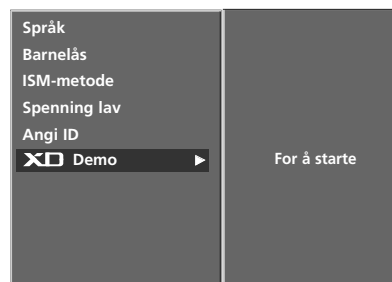 Språk
Barnelås
ISM-metode
Spenning lav
Angi ID
XD Demo ▶
For å starte